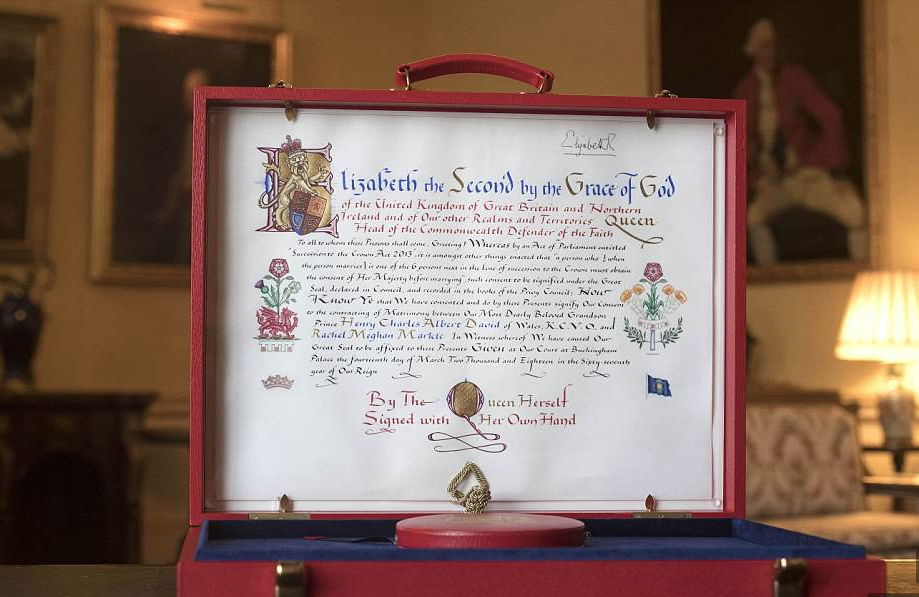 Elizabeth R
Elizabeth the Second by the Grace of God
of the United Kingdom of Great Britain and Northern
Ireland and of Our other Realms and Territories Queen
Head of the Commonwealth Defender of the Faith
To all to whom these Presents shall come, Greeting! Whereas by an Act of Parliament entitled
Succession to the Crown Act 2013, it is amongst other things enacted that "a person who [when
the person marries] is one of the 6 persons next in the line of succession to the Crown must obtain
the consent of Her Majesty before marrying" such consent to be signified under the Great
Seal, declared in Council, and recorded in the books of the Privy Council; Now
Know Ye that We have consented and do by these Presents signify Our Consent
to the contracting of Matrimony between Our Most Dearly Beloved Grandson
Prince Henry Charles Albert David of Wales, K.C.V.O., and
Rachel Meghan Markle In Witness whereof We have caused Our
Great Seal to be affixed to these Presents Given at Our Court at Buckingham
Palace the fourteenth day of March Two Thousand and Eighteen in the Sixty-seventh
year of Our Reign
By The Queen Herself
Signed with Her Own Hand